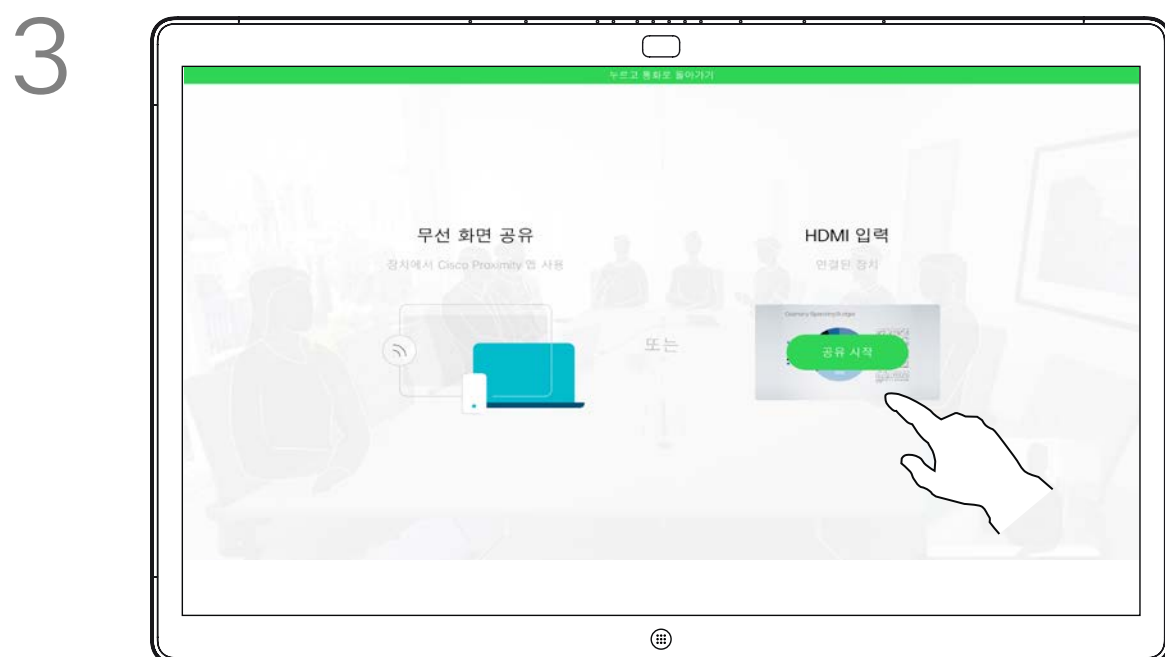 3
누르고 통화로 돌아가기
무선 화면 공유
장치에서 Cisco Proximity 앱 사용
또는
HDMI 입력
연결된 장치
공유 시작